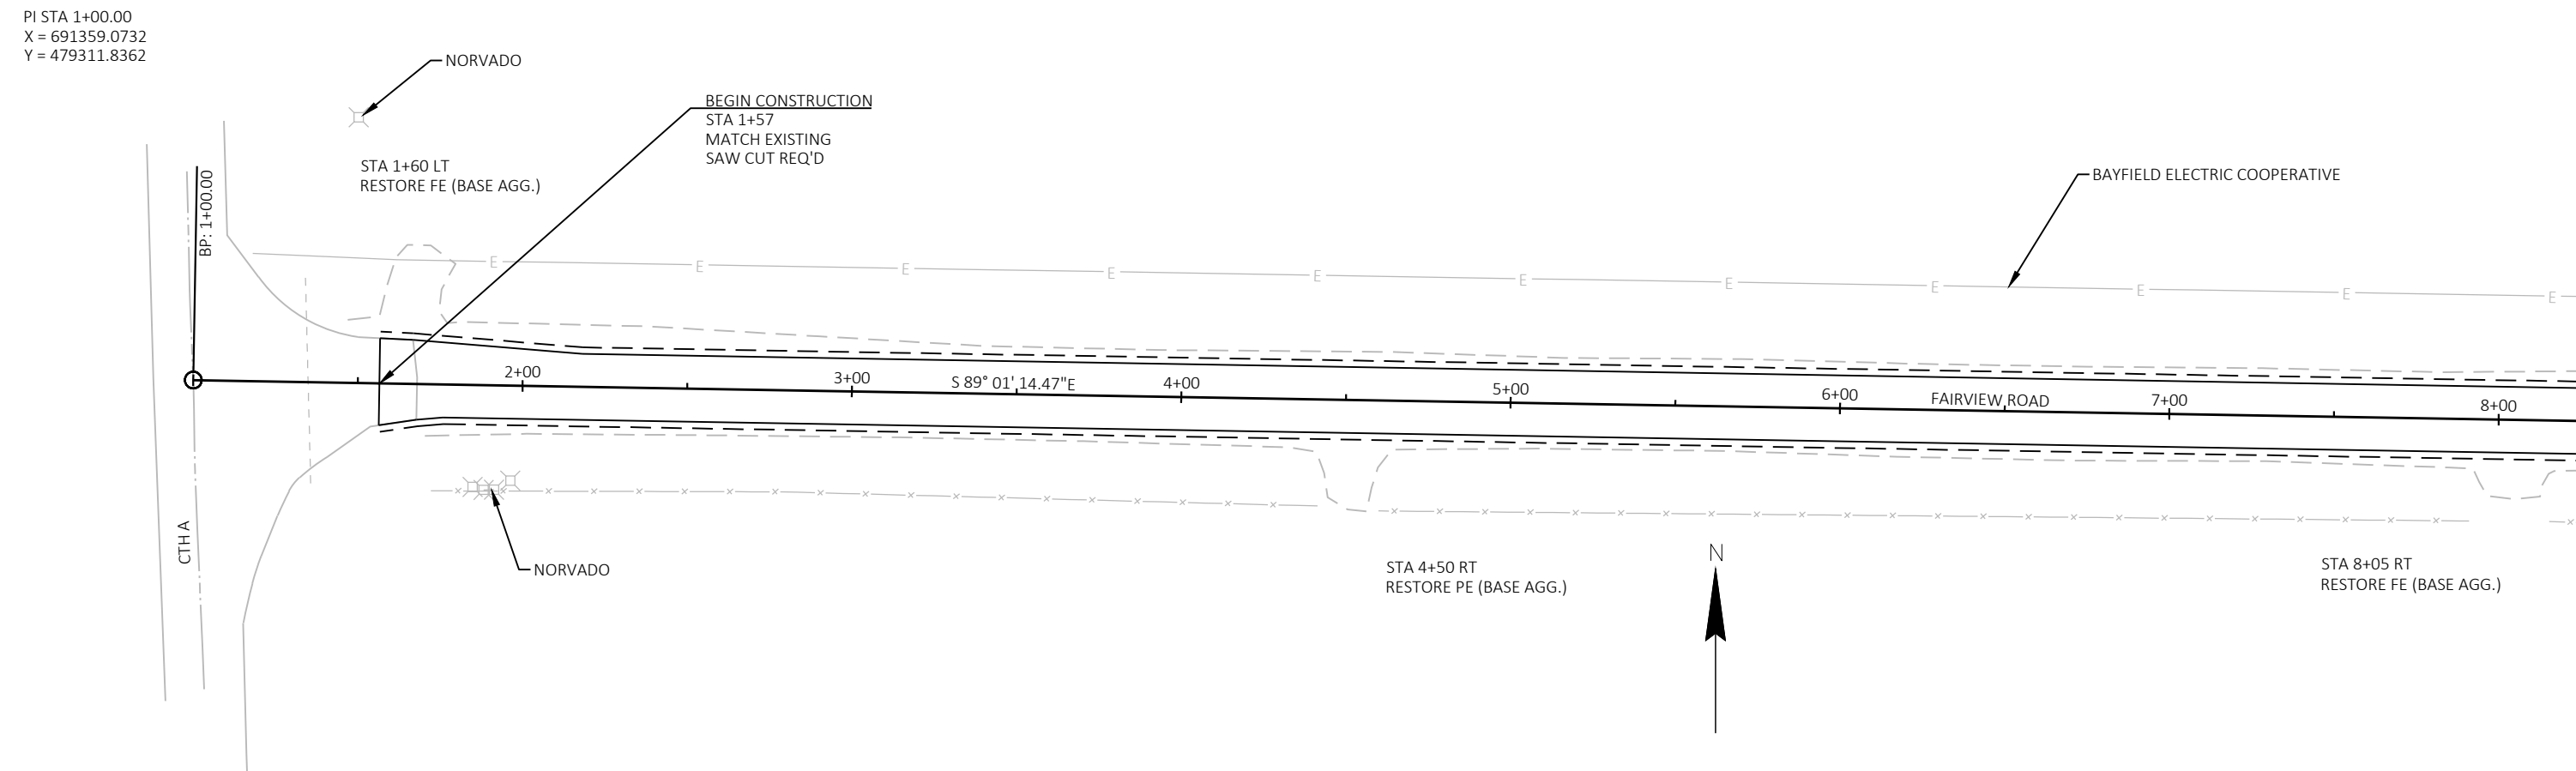 PI STA 1+00.00
X = 691359.0732
Y = 479311.8362
NORVADO
BEGIN CONSTRUCTION
STA 1+57
MATCH EXISTING
SAW CUT REQ'D
STA 1+60 LT
RESTORE FE (BASE AGG.)
BP: 1+00.00
BAYFIELD ELECTRIC COOPERATIVE
E E E E E E E E E E E
2+00
3+00
S 89° 01' 14.47"E
4+00
5+00
6+00
FAIRVIEW ROAD
7+00
8+00
CTH A
NORVADO
STA 4+50 RT
RESTORE PE (BASE AGG.)
N
STA 8+05 RT
RESTORE FE (BASE AGG.)